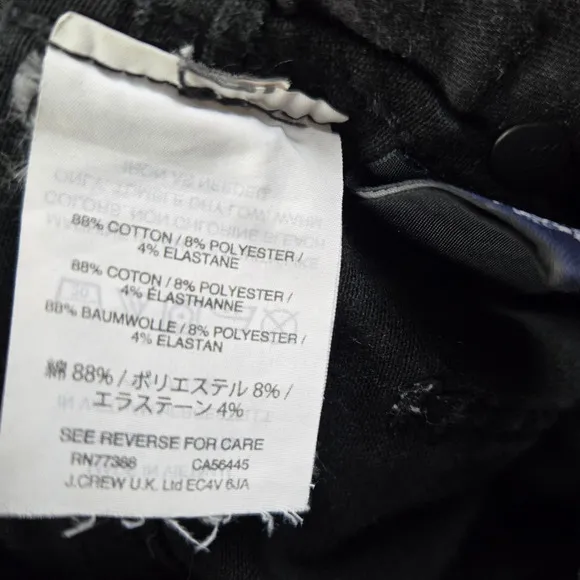 88% COTTON / 8% POLYESTER /
4% ELASTANE
88% COTON / 8% POLYESTER /
4% ÉLASTHANNE
88% BAUMWOLLE / 8% POLYESTER /
4% ELASTAN
綿 88% / ポリエステル 8% /
エラステーン 4%
SEE REVERSE FOR CARE
RN77388 CA56445
J.CREW U.K. Ltd EC4V 6JA